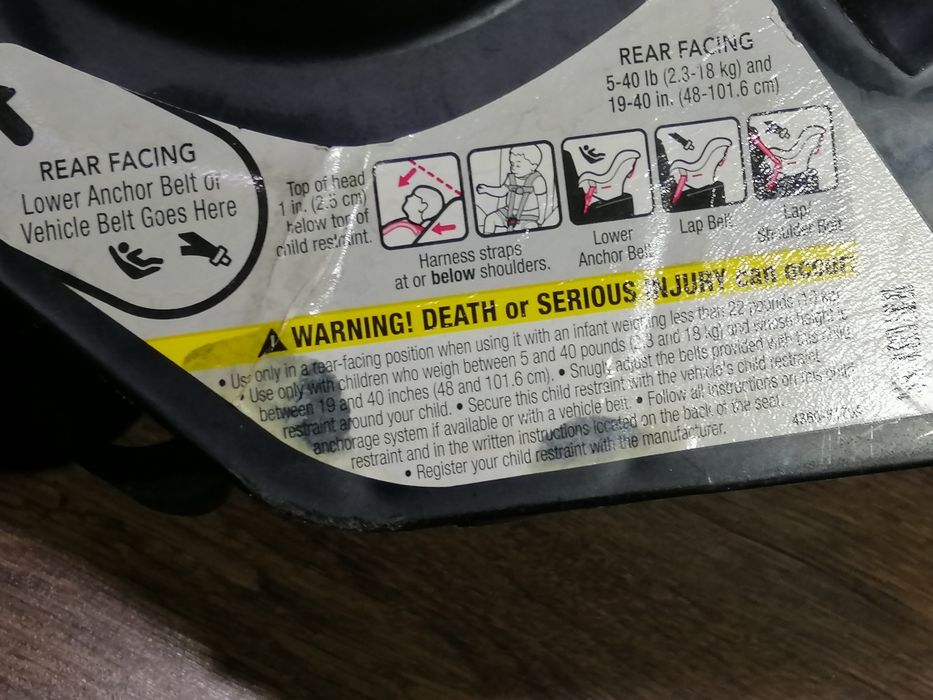 REAR FACING
5-40 lb (2.3-18 kg) and
19-40 in. (48-101.6 cm)
REAR FACING
Lower Anchor Belt or
Vehicle Belt Goes Here
Top of head
1 in. (2.5 cm)
below top of
child restraint.
Harness straps
at or below shoulders.
Lower
Anchor Belt
Lap Belt
Lap/
Shoulder Belt
WARNING! DEATH or SERIOUS INJURY can occur.
• Use only in a rear-facing position when using it with an infant weighing less than 22 pounds (10 kg).
• Use only with children who weigh between 5 and 40 pounds (2.3 and 18 kg) and whose height is
between 19 and 40 inches (48 and 101.6 cm). • Snugly adjust the belts provided with this child
restraint around your child. • Secure this child restraint with the vehicle's child restraint
anchorage system if available or with a vehicle belt. • Follow all instructions on this child
restraint and in the written instructions located on the back of the seat.
• Register your child restraint with the manufacturer.